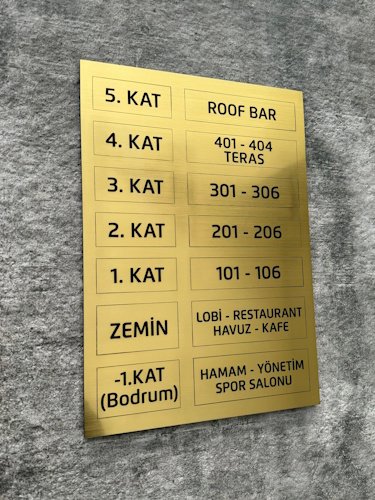 5. KAT ROOF BAR
4. KAT 401 - 404
TERAS
3. KAT 301 - 306
2. KAT 201 - 206
1. KAT 101 - 106
ZEMİN LOBİ - RESTAURANT
HAVUZ - KAFE
-1.KAT HAMAM - YÖNETİM
(Bodrum) SPOR SALONU